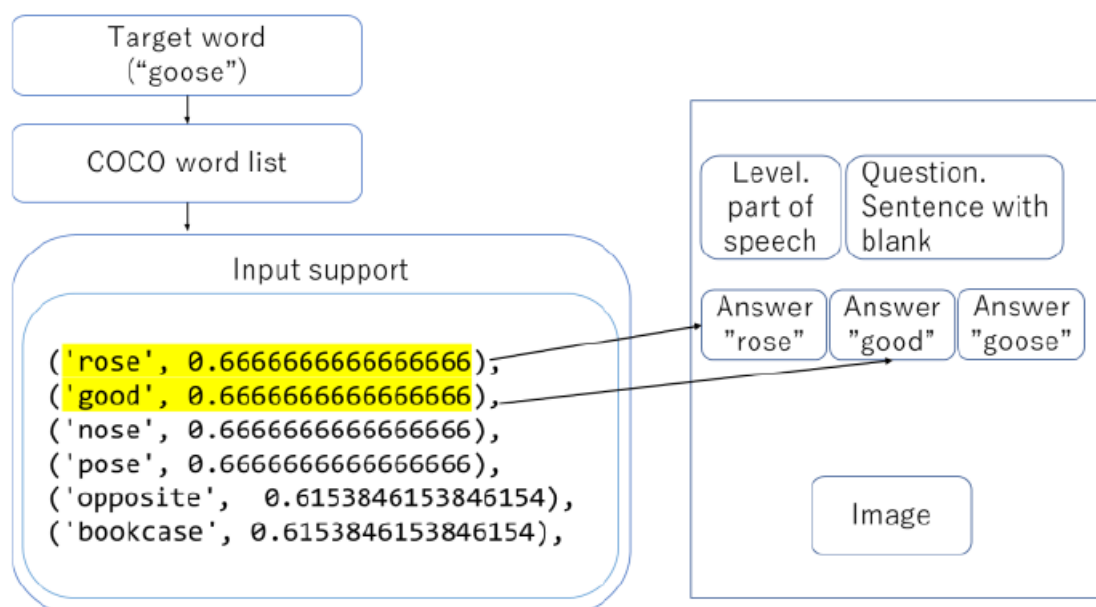 Target word
(“goose”)
COCO word list
Input support
('rose', 0.6666666666666666),
('good', 0.6666666666666666),
('nose', 0.6666666666666666),
('pose', 0.6666666666666666),
('opposite',  0.6153846153846154),
('bookcase', 0.6153846153846154),
Level.
part of
speech
Question.
Sentence with
blank
Answer
"rose"
Answer
"good"
Answer
"goose"
Image